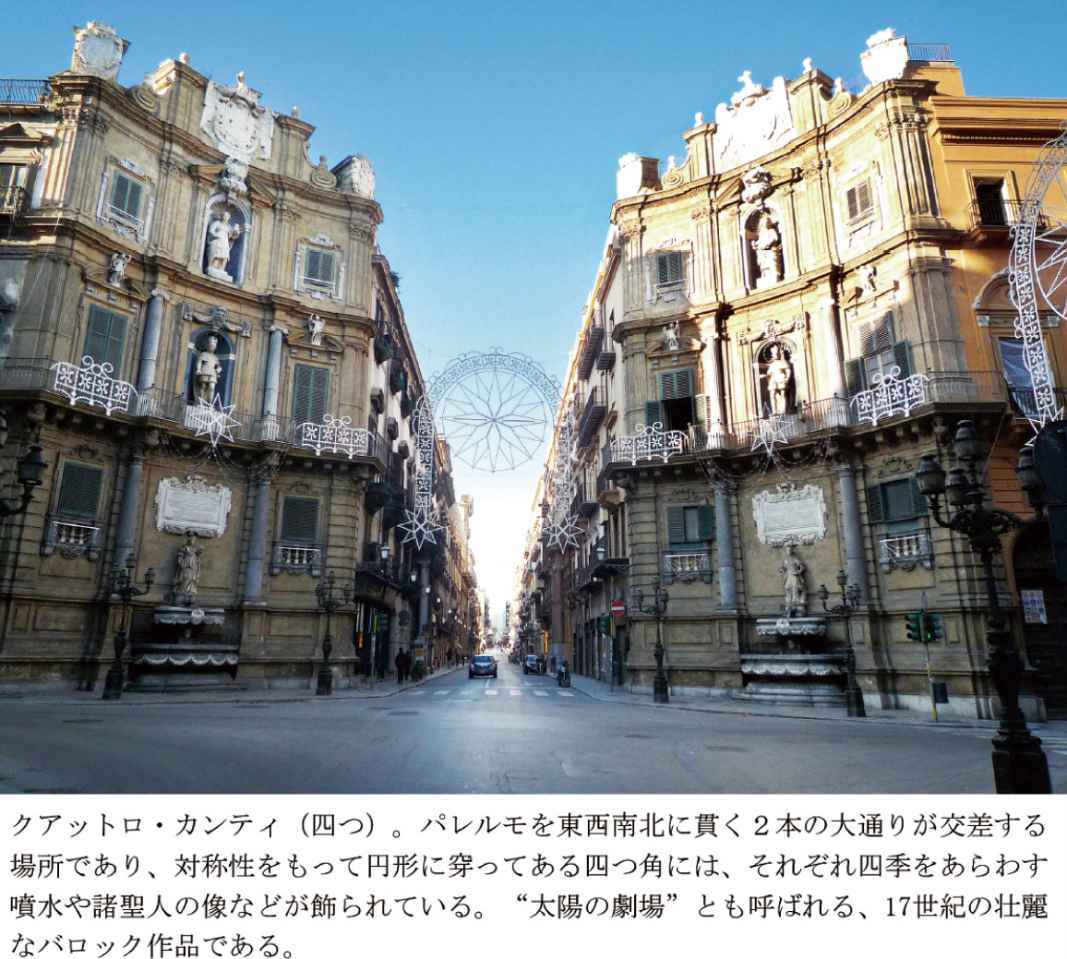 クアットロ・カンティ（四つ）。パレルモを東西南北に貫く２本の大通りが交差する
場所であり、対称性をもって円形に穿ってある四つ角には、それぞれ四季をあらわす
噴水や諸聖人の像などが飾られている。“太陽の劇場”とも呼ばれる、17世紀の壮麗
なバロック作品である。